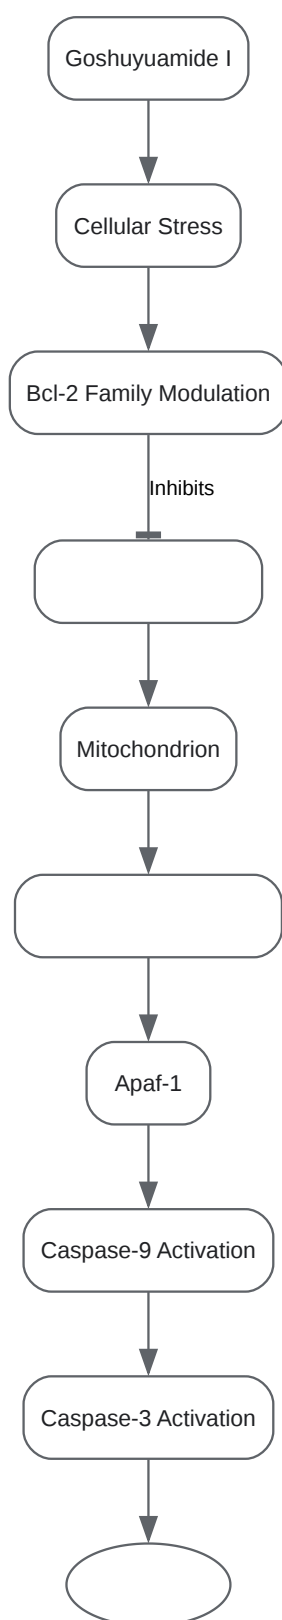 Goshuyuamide I
Cellular Stress
Bcl-2 Family Modulation
Inhibits
Mitochondrion
Apaf-1
Caspase-9 Activation
Caspase-3 Activation